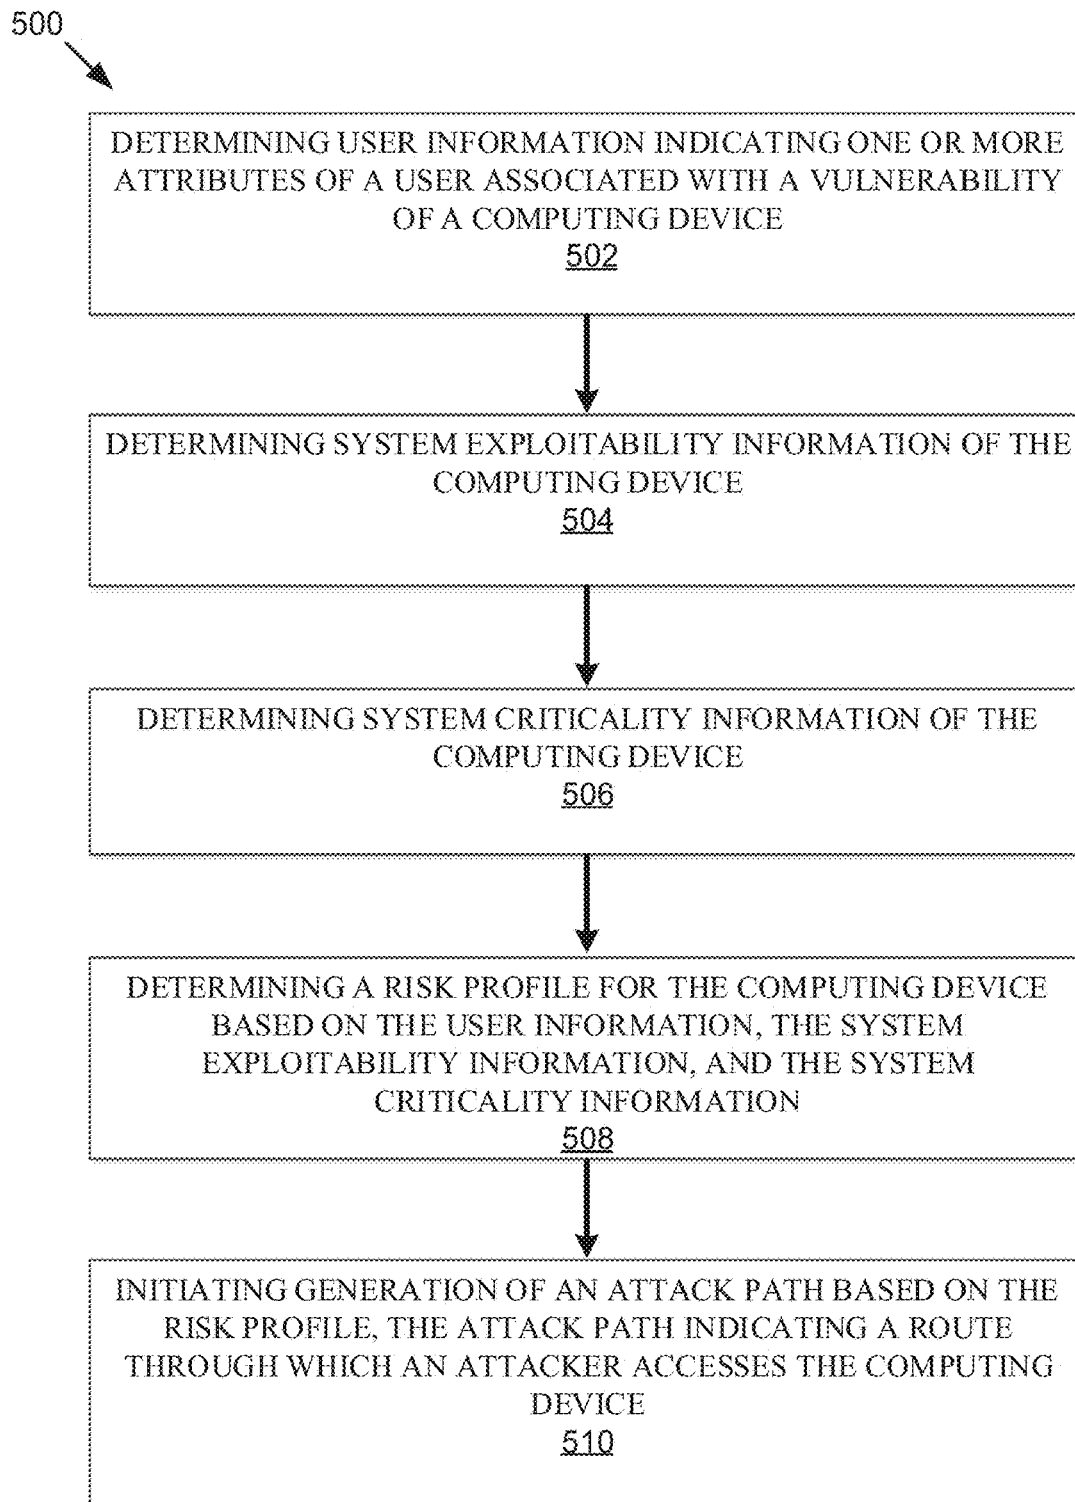 500
DETERMINING USER INFORMATION INDICATING ONE OR MORE
ATTRIBUTES OF A USER ASSOCIATED WITH A VULNERABILITY
OF A COMPUTING DEVICE
502
DETERMINING SYSTEM EXPLOITABILITY INFORMATION OF THE
COMPUTING DEVICE
504
DETERMINING SYSTEM CRITICALITY INFORMATION OF THE
COMPUTING DEVICE
506
DETERMINING A RISK PROFILE FOR THE COMPUTING DEVICE
BASED ON THE USER INFORMATION, THE SYSTEM
EXPLOITABILITY INFORMATION, AND THE SYSTEM
CRITICALITY INFORMATION
508
INITIATING GENERATION OF AN ATTACK PATH BASED ON THE
RISK PROFILE, THE ATTACK PATH INDICATING A ROUTE
THROUGH WHICH AN ATTACKER ACCESSES THE COMPUTING
DEVICE
510